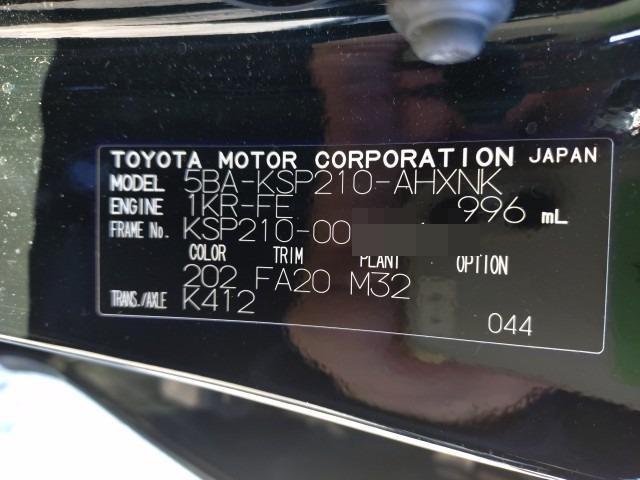 TOYOTA MOTOR CORPORATION JAPAN
MODEL 5BA-KSP210-AHXNK
ENGINE 1KR-FE 996 mL
FRAME No. KSP210-00
COLOR TRIM PLANT OPTION
202 FA20 M32
TRANS./AXLE K412
044